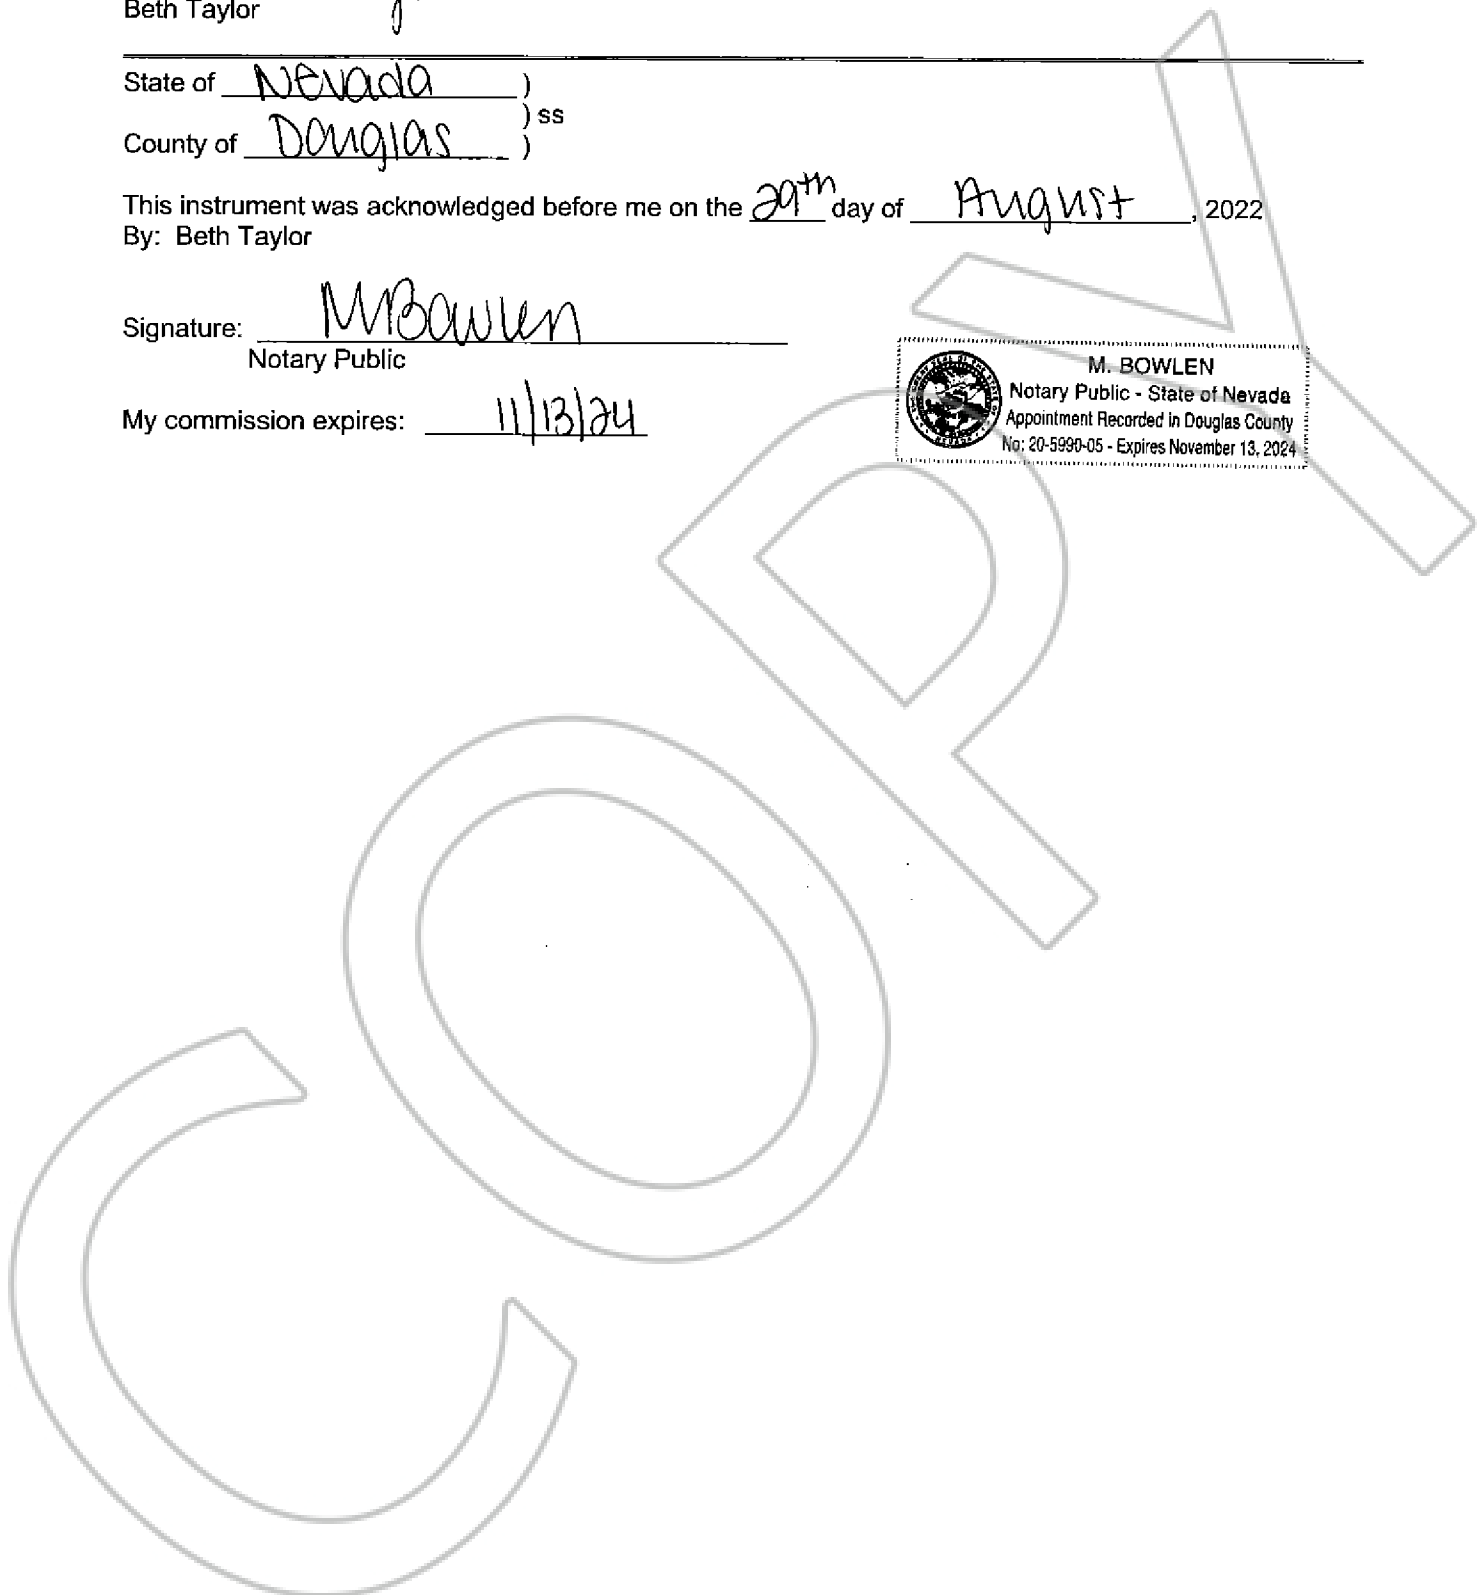 Beth Taylor
State of Nevada )
) ss
County of Douglas )
This instrument was acknowledged before me on the 29th day of August, 2022
By: Beth Taylor
Signature: MBowlen
Notary Public
M. BOWLEN
Notary Public - State of Nevada
Appointment Recorded in Douglas County
No: 20-5990-05 - Expires November 13, 2024
My commission expires: 11/13/24
COPY